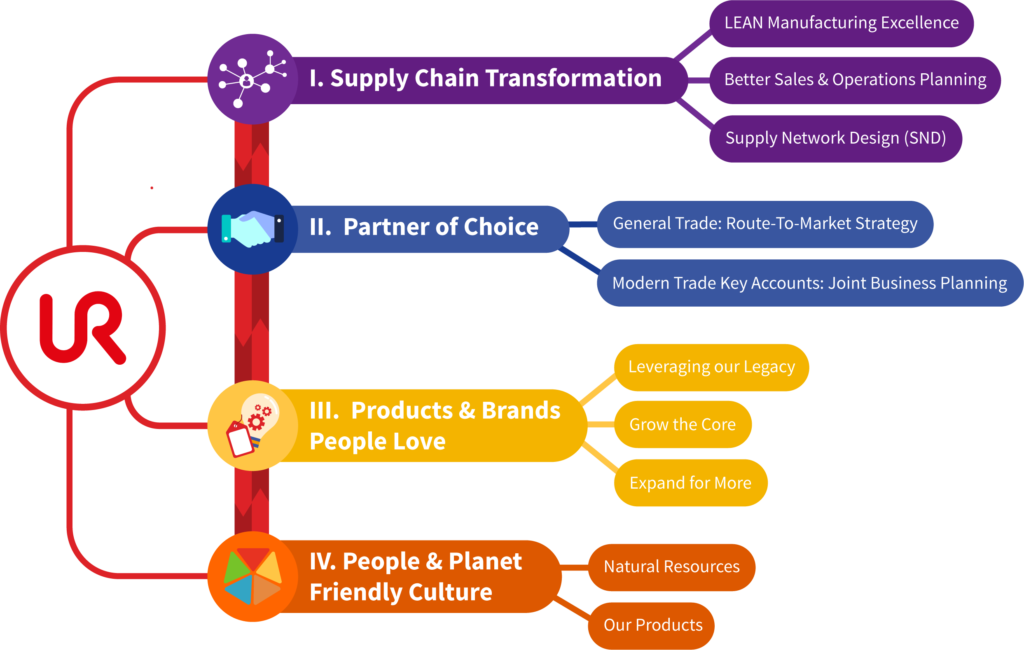 I. Supply Chain Transformation
LEAN Manufacturing Excellence
Better Sales & Operations Planning
Supply Network Design (SND)
II. Partner of Choice
General Trade: Route-To-Market Strategy
Modern Trade Key Accounts: Joint Business Planning
UR
III. Products & Brands
People Love
Leveraging our Legacy
Grow the Core
Expand for More
IV. People & Planet
Friendly Culture
Natural Resources
Our Products